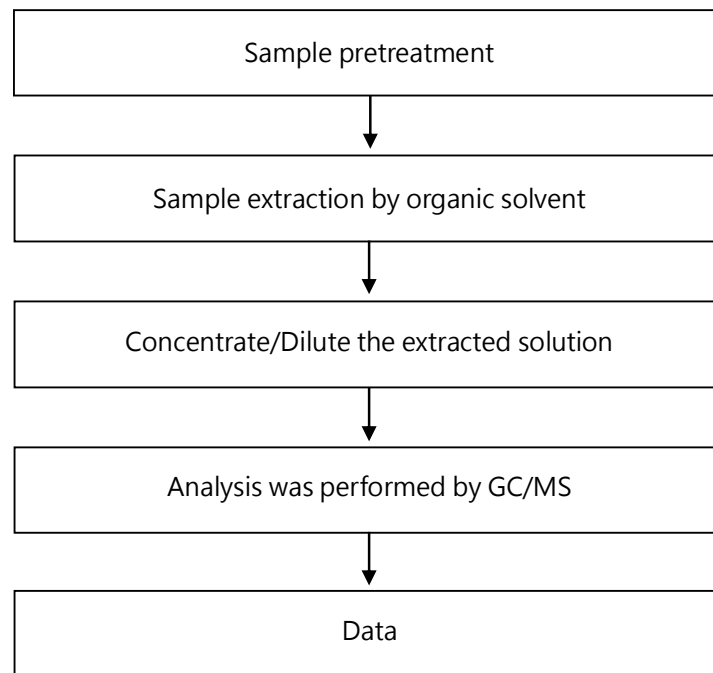 Sample pretreatment
Sample extraction by organic solvent
Concentrate/Dilute the extracted solution
Analysis was performed by GC/MS
Data